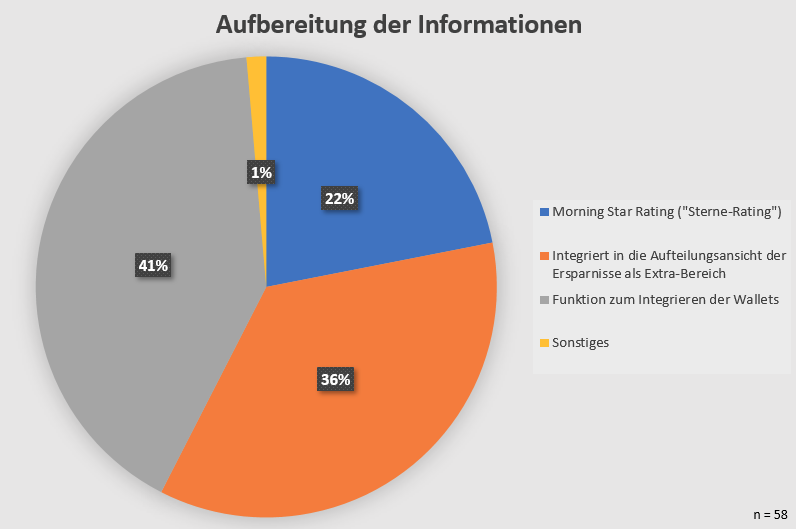 Aufbereitung der Informationen
1%
22%
41%
36%
Morning Star Rating ("Sterne-Rating")
Integriert in die Aufteilungsansicht der
Ersparnisse als Extra-Bereich
Funktion zum Integrieren der Wallets
Sonstiges
n = 58